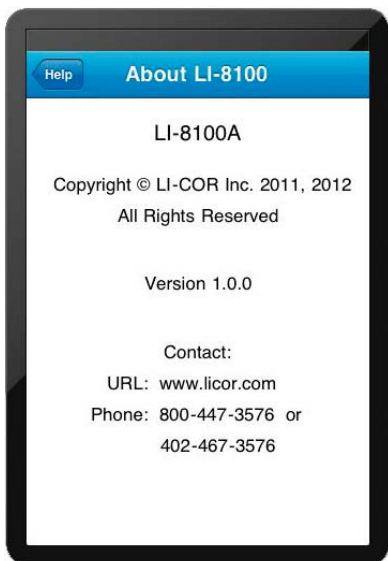 Help
About LI-8100
LI-8100A
Copyright © LI-COR Inc. 2011, 2012
All Rights Reserved
Version 1.0.0
Contact:
URL: www.licor.com
Phone: 800-447-3576 or
402-467-3576